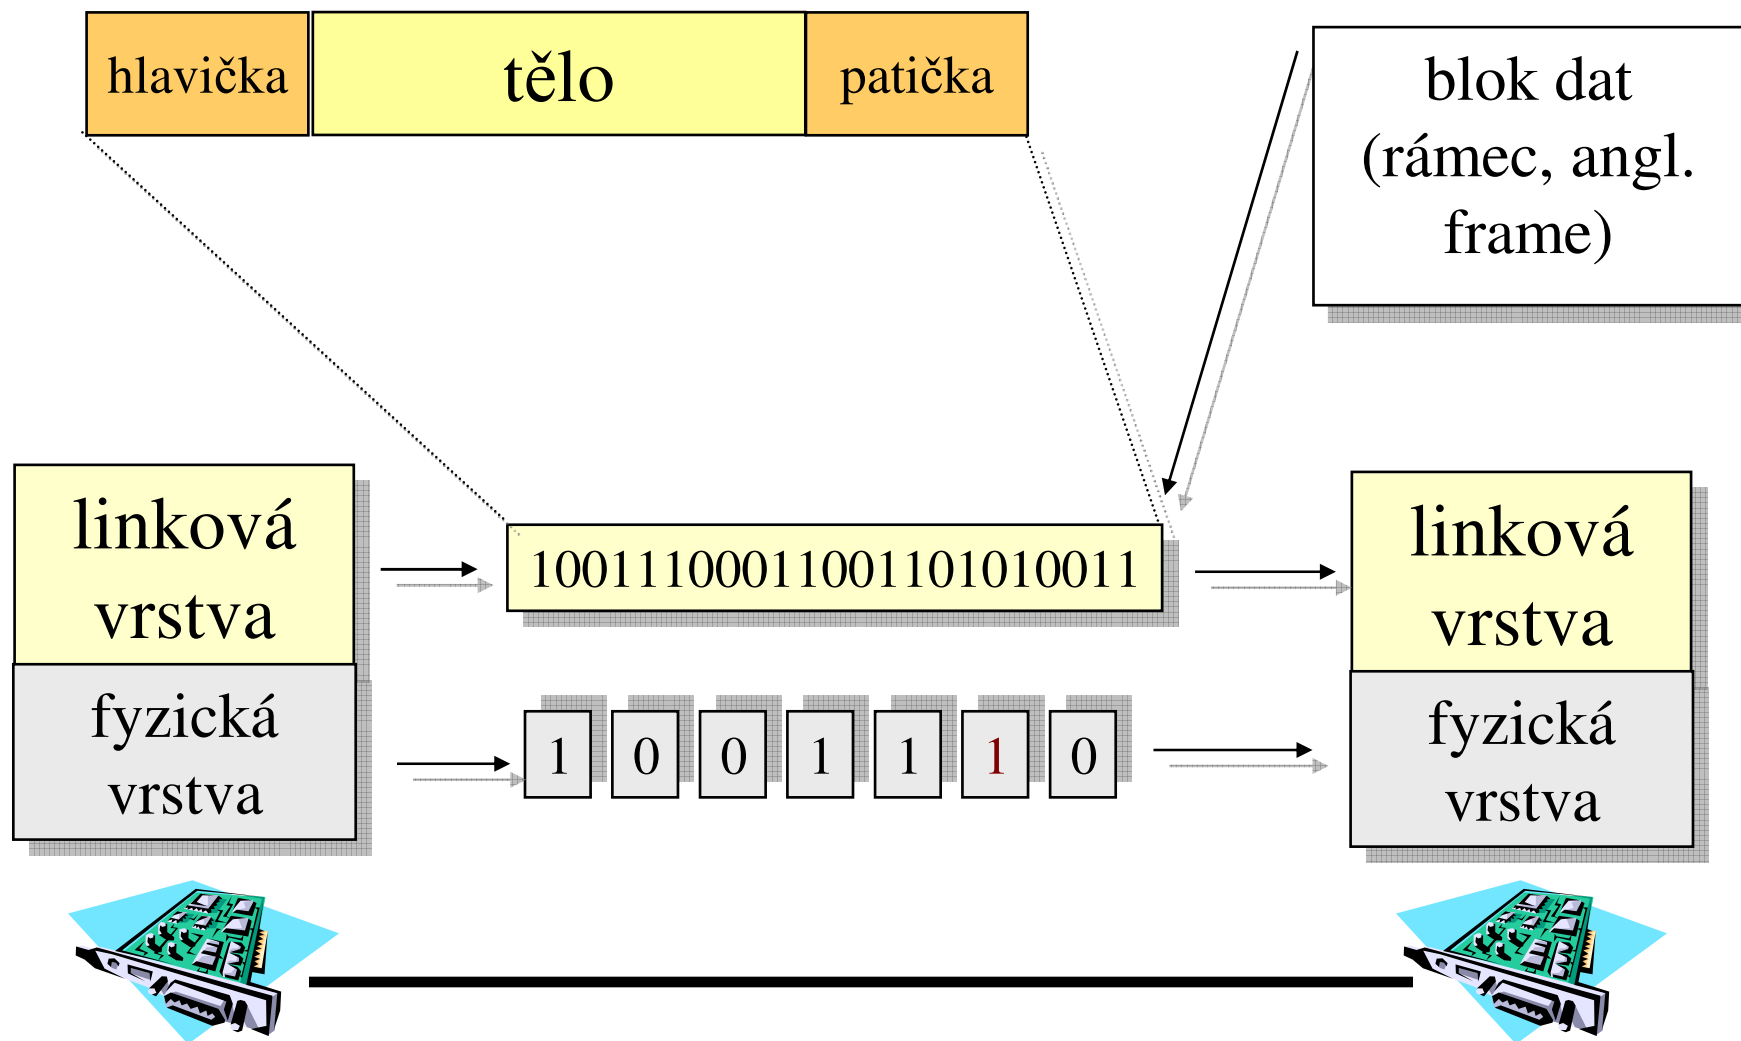 hlavička
tělo
patička
blok dat
(rámec, angl.
frame)
linková
vrstva
10011100011001101010011
linková
vrstva
fyzická
vrstva
1 0 0 1 1 1 0
fyzická
vrstva